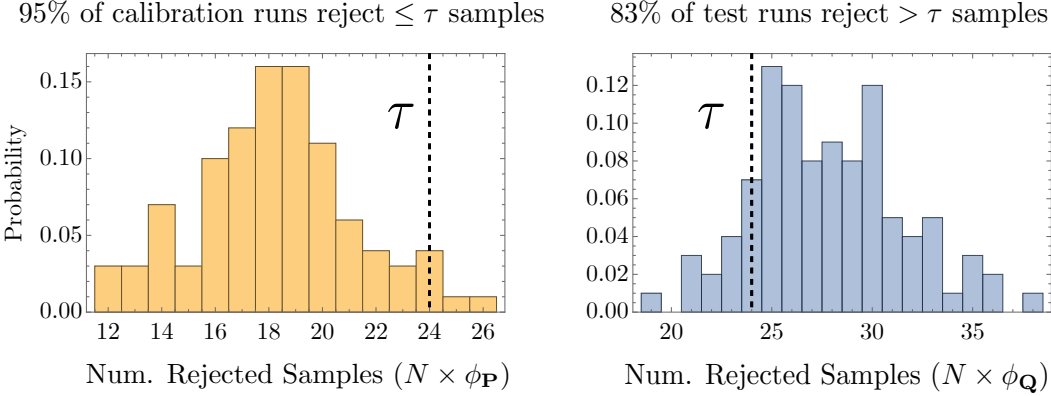 95% of calibration runs reject ≤ τ samples
83% of test runs reject > τ samples
τ
τ
Probability
0.15
0.10
0.05
0.00
0.12
0.10
0.08
0.06
0.04
0.02
0.00
12 14 16 18 20 22 24 26
20 25 30 35
Num. Rejected Samples (N × ϕ_P)
Num. Rejected Samples (N × ϕ_Q)